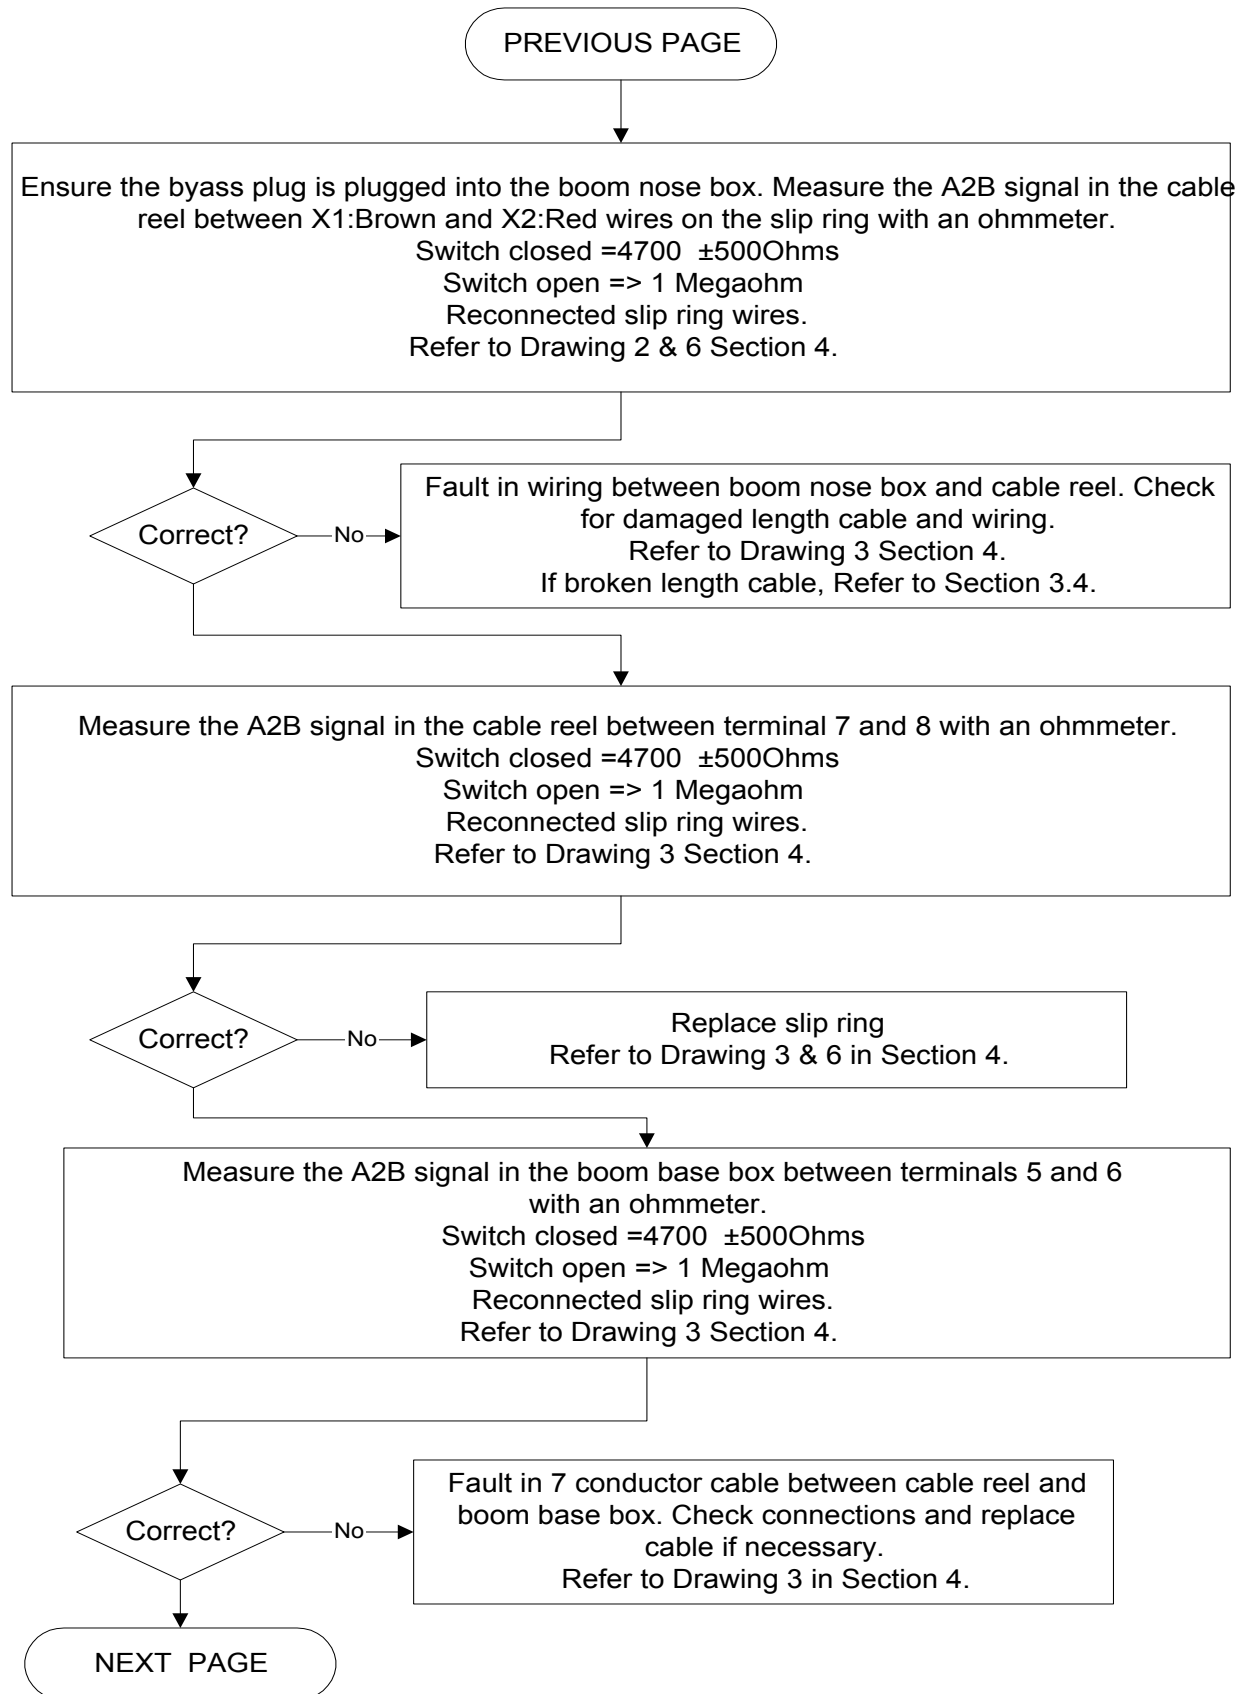 PREVIOUS PAGE
Ensure the byass plug is plugged into the boom nose box. Measure the A2B signal in the cable
reel between X1:Brown and X2:Red wires on the slip ring with an ohmmeter.
Switch closed =4700 ±500Ohms
Switch open => 1 Megaohm
Reconnected slip ring wires.
Refer to Drawing 2 & 6 Section 4.
Correct?
No
Fault in wiring between boom nose box and cable reel. Check
for damaged length cable and wiring.
Refer to Drawing 3 Section 4.
If broken length cable, Refer to Section 3.4.
Measure the A2B signal in the cable reel between terminal 7 and 8 with an ohmmeter.
Switch closed =4700 ±500Ohms
Switch open => 1 Megaohm
Reconnected slip ring wires.
Refer to Drawing 3 Section 4.
Correct?
No
Replace slip ring
Refer to Drawing 3 & 6 in Section 4.
Measure the A2B signal in the boom base box between terminals 5 and 6
with an ohmmeter.
Switch closed =4700 ±500Ohms
Switch open => 1 Megaohm
Reconnected slip ring wires.
Refer to Drawing 3 Section 4.
Correct?
No
Fault in 7 conductor cable between cable reel and
boom base box. Check connections and replace
cable if necessary.
Refer to Drawing 3 in Section 4.
NEXT PAGE